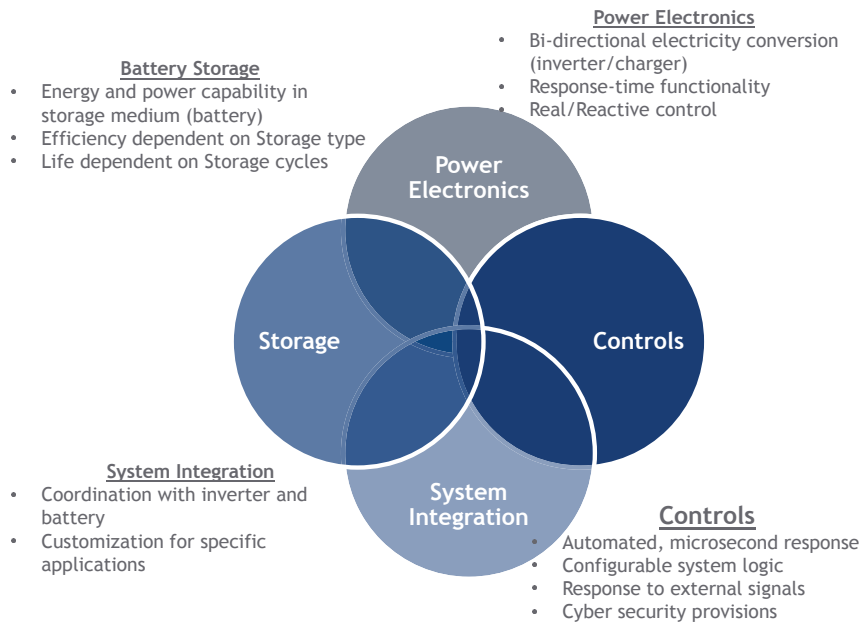 Power Electronics
• Bi-directional electricity conversion
(inverter/charger)
• Response-time functionality
• Real/Reactive control
Battery Storage
• Energy and power capability in
storage medium (battery)
• Efficiency dependent on Storage type
• Life dependent on Storage cycles
Power
Electronics
Storage
Controls
System
Integration
System Integration
• Coordination with inverter and
battery
• Customization for specific
applications
Controls
• Automated, microsecond response
• Configurable system logic
• Response to external signals
• Cyber security provisions